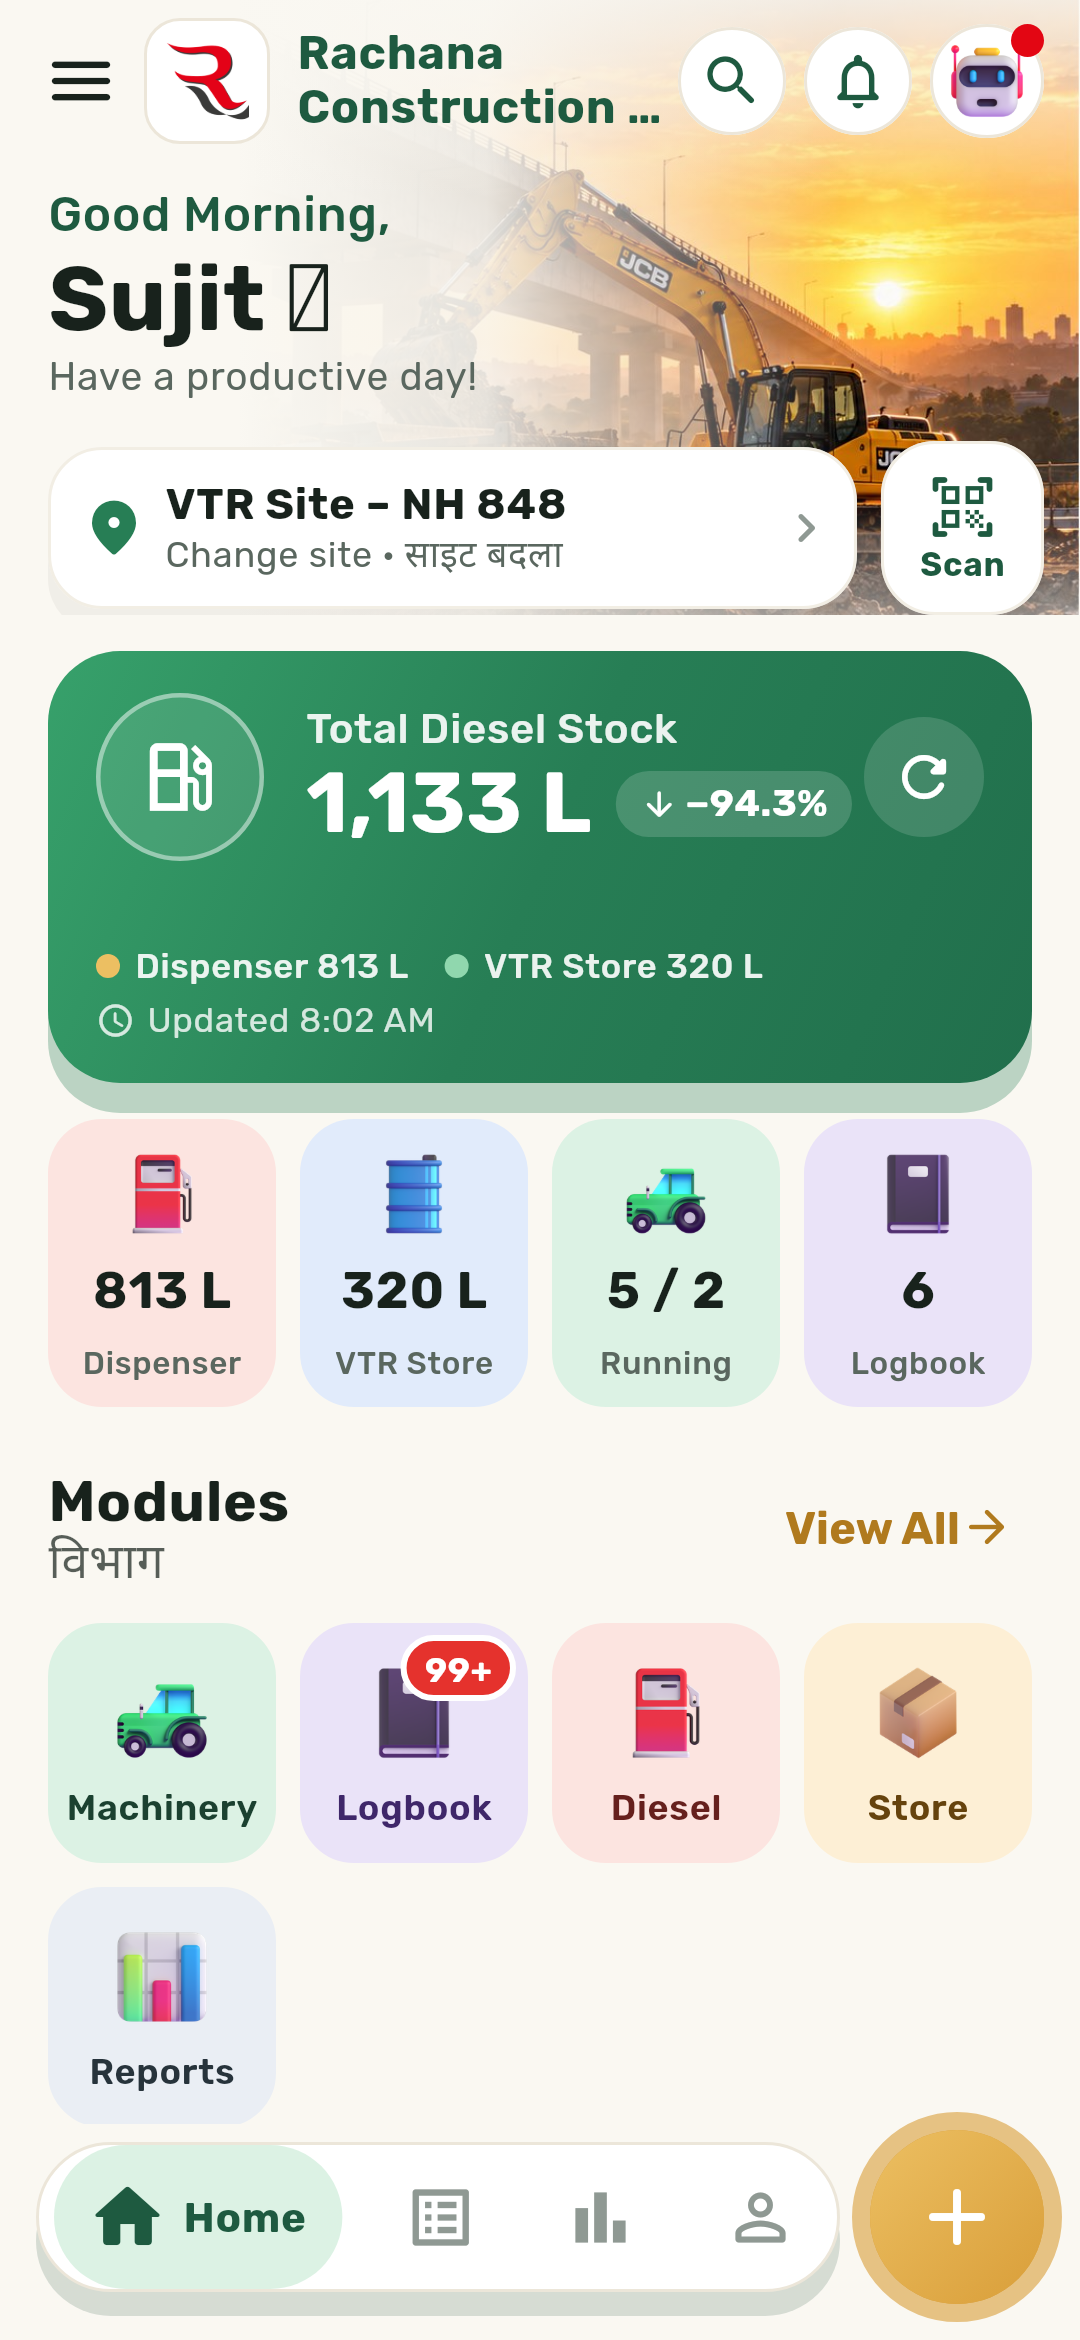 Rachana
Construction ...
Good Morning,
Sujit
Have a productive day!
JCB
JCB
VTR Site – NH 848
Change site • साइट बदला
Scan
Total Diesel Stock
1,133 L
↓ –94.3%
Dispenser 813 L
VTR Store 320 L
Updated 8:02 AM
813 L
320 L
5 / 2
6
Dispenser
VTR Store
Running
Logbook
Modules
विभाग
View All →
99+
Machinery
Logbook
Diesel
Store
Reports
Home